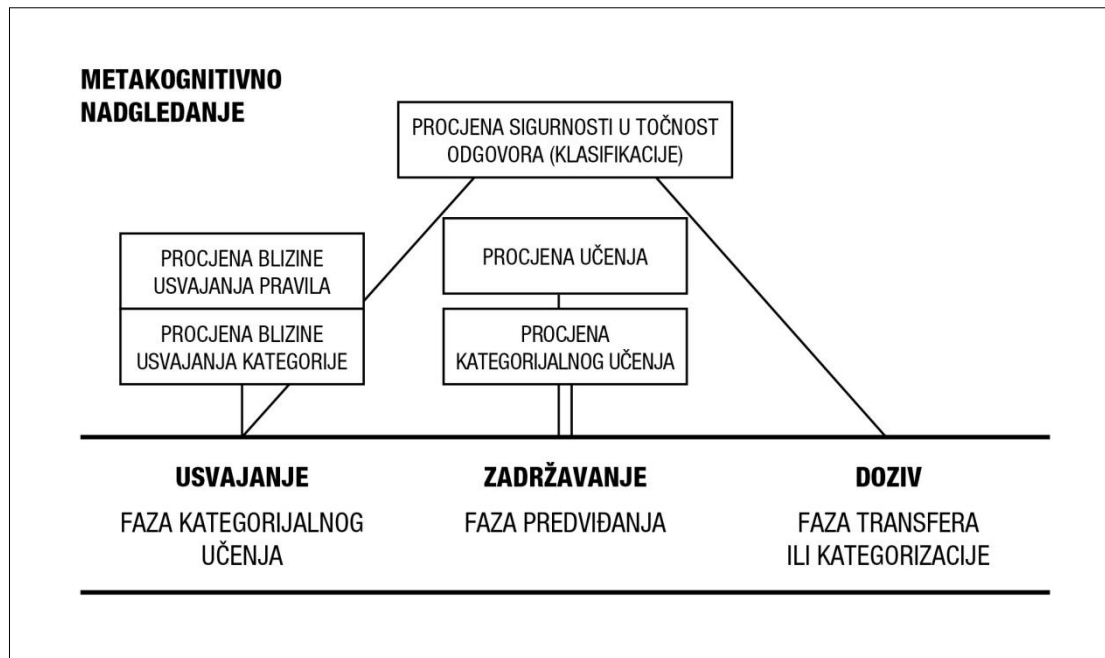 METAKOGNITIVNO
NADGLEDANJE
PROCJENA SIGURNOSTI U TOČNOST
ODGOVORA (KLASIFIKACIJE)
PROCJENA BLIZINE
USVAJANJA PRAVILA
PROCJENA UČENJA
PROCJENA BLIZINE
USVAJANJA KATEGORIJE
PROCJENA
KATEGORIJALNOG UČENJA
USVAJANJE
FAZA KATEGORIJALNOG
UČENJA
ZADRŽAVANJE
FAZA PREDVIĐANJA
DOZIV
FAZA TRANSFERA
ILI KATEGORIZACIJE